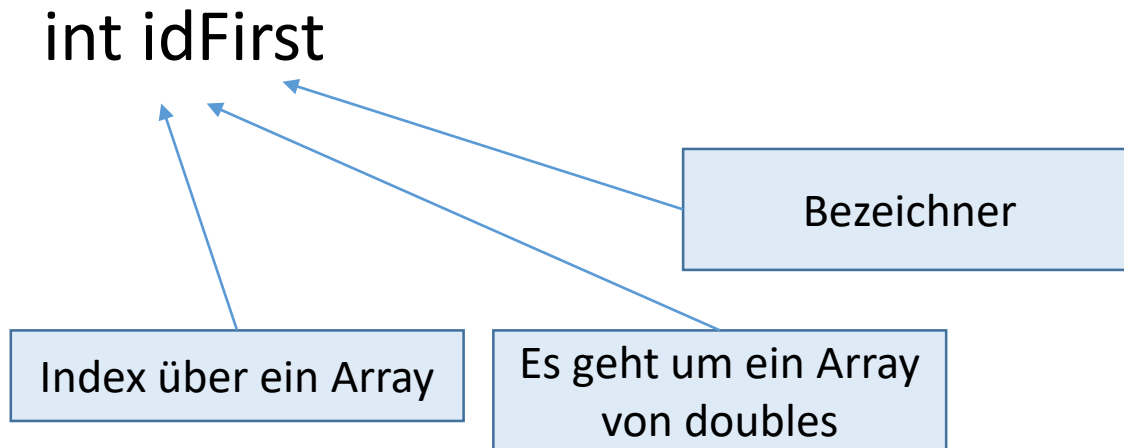 int idFirst
Bezeichner
Index über ein Array
Es geht um ein Array
von doubles